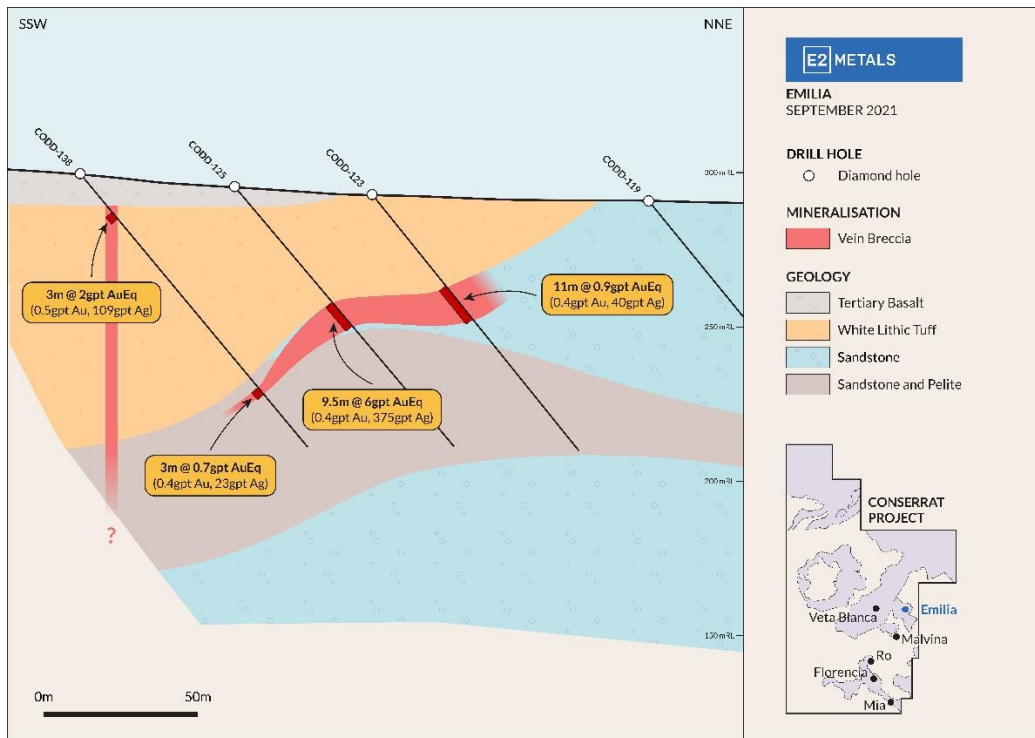 SSW
NNE
CODD-138
CODD-125
CODD-123
CODD-119
300mRL
3m @ 2gpt AuEq
(0.5gpt Au, 109gpt Ag)
11m @ 0.9gpt AuEq
(0.4gpt Au, 40gpt Ag)
250mRL
9.5m @ 6gpt AuEq
(0.4gpt Au, 375gpt Ag)
3m @ 0.7gpt AuEq
(0.4gpt Au, 23gpt Ag)
200mRL
?
150mRL
0m
50m
E2 METALS
EMILIA
SEPTEMBER 2021
DRILL HOLE
Diamond hole
MINERALISATION
Vein Breccia
GEOLOGY
Tertiary Basalt
White Lithic Tuff
Sandstone
Sandstone and Pelite
CONSERRAT
PROJECT
Veta Blanca
Emilia
Malvina
Ro
Florencia
Mia